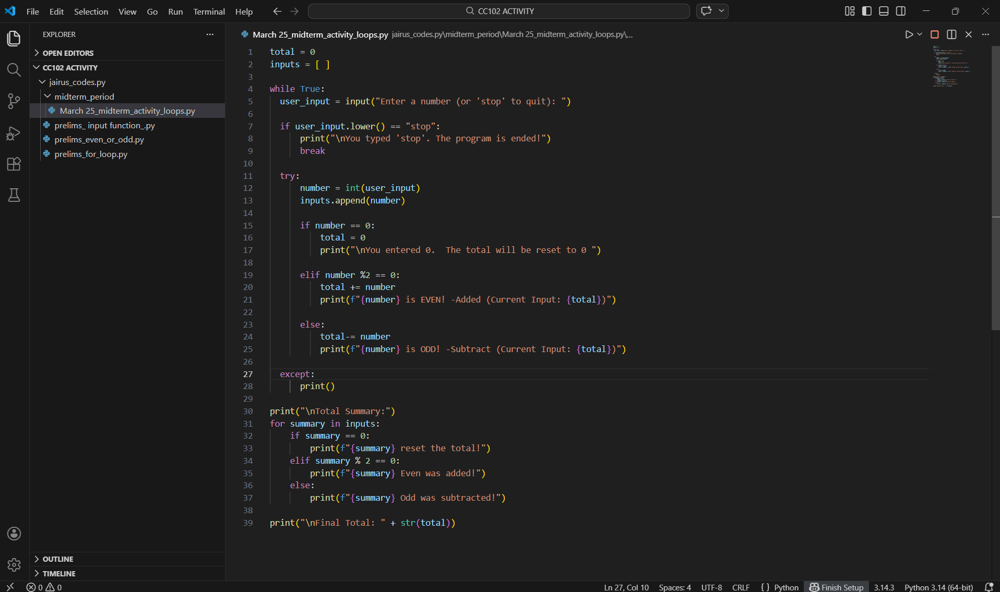 File Edit Selection View Go Run Terminal Help
CC102 ACTIVITY
EXPLORER
OPEN EDITORS
CC102 ACTIVITY
jairus_codes.py
midterm_period
March 25_midterm_activity_loops.py
prelims_ input function_.py
prelims_even_or_odd.py
prelims_for_loop.py
OUTLINE
TIMELINE
March 25_midterm_activity_loops.py jairus_codes.py\midterm_period\March 25_midterm_activity_loops.py\...
1 total = 0
2 inputs = [ ]
3
4 while True:
5   user_input = input("Enter a number (or 'stop' to quit): ")
6
7   if user_input.lower() == "stop":
8       print("\nYou typed 'stop'. The program is ended!")
9       break
10
11   try:
12       number = int(user_input)
13       inputs.append(number)
14
15       if number == 0:
16           total = 0
17           print("\nYou entered 0.  The total will be reset to 0 ")
18
19       elif number %2 == 0:
20           total += number
21           print(f"{number} is EVEN! -Added (Current Input: {total})")
22
23       else:
24           total-= number
25           print(f"{number} is ODD! -Subtract (Current Input: {total})")
26
27   except:
28       print()
29
30 print("\nTotal Summary:")
31 for summary in inputs:
32     if summary == 0:
33         print(f"{summary} reset the total!")
34     elif summary % 2 == 0:
35         print(f"{summary} Even was added!")
36     else:
37         print(f"{summary} Odd was subtracted!")
38
39 print("\nFinal Total: " + str(total))
0 0
Ln 27, Col 10 Spaces: 4 UTF-8 CRLF { } Python Finish Setup 3.14.3 Python 3.14 (64-bit)